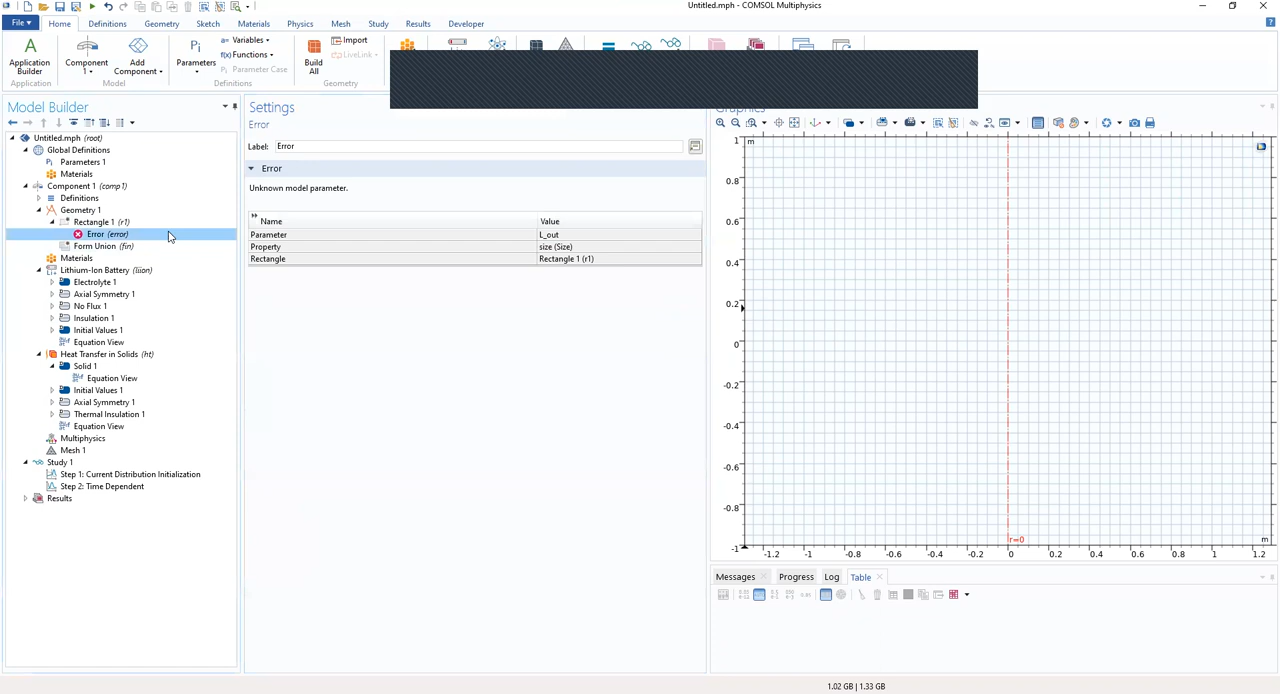 Untitled.mph - COMSOL Multiphysics
File Home Definitions Geometry Sketch Materials Physics Mesh Study Results Developer
Application Builder
Application
Component 1
Add Component
Model
Parameters
Variables
Functions
Parameter Case
Definitions
Build All
Import
LiveLink
Geometry
Model Builder
Untitled.mph (root)
Global Definitions
Parameters 1
Materials
Component 1 (comp1)
Definitions
Geometry 1
Rectangle 1 (r1)
Error (error)
Form Union (fin)
Materials
Lithium-Ion Battery (liion)
Electrolyte 1
Axial Symmetry 1
No Flux 1
Insulation 1
Initial Values 1
Equation View
Heat Transfer in Solids (ht)
Solid 1
Equation View
Initial Values 1
Axial Symmetry 1
Thermal Insulation 1
Equation View
Multiphysics
Mesh 1
Study 1
Step 1: Current Distribution Initialization
Step 2: Time Dependent
Results
Settings
Error
Label: Error
Error
Unknown model parameter.
Name Value
Parameter L_out
Property size (Size)
Rectangle Rectangle 1 (r1)
Graphics
m
1
0.8
0.6
0.4
0.2
0
-0.2
-0.4
-0.6
-0.8
-1
r=0
m
-1.2 -1 -0.8 -0.6 -0.4 -0.2 0 0.2 0.4 0.6 0.8 1 1.2
Messages Progress Log Table
1.02 GB | 1.33 GB